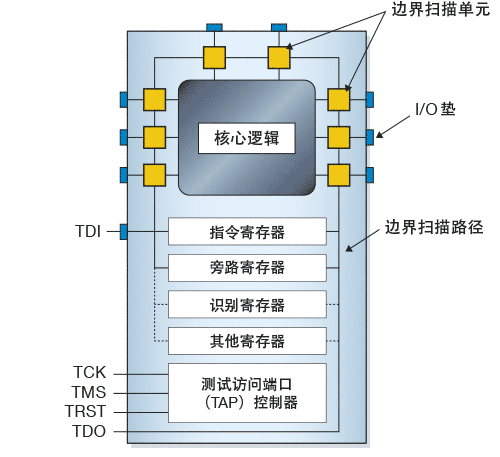 边界扫描单元
I/O 垫
核心逻辑
边界扫描路径
TDI
指令寄存器
旁路寄存器
识别寄存器
其他寄存器
TCK
TMS
TRST
TDO
测试访问端口
（TAP）控制器